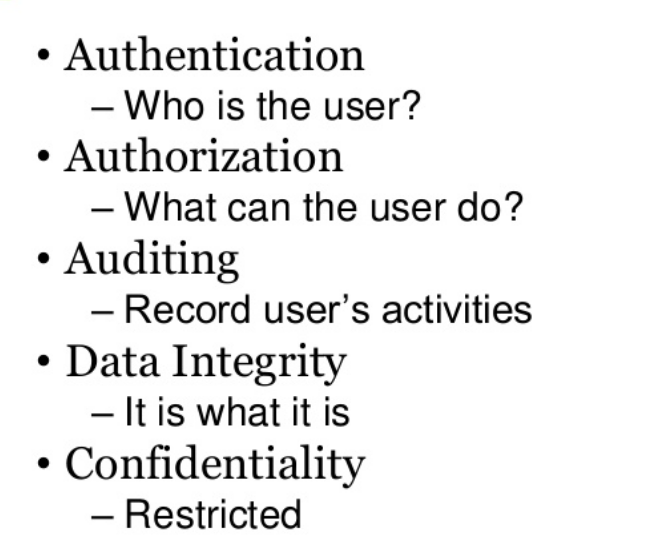 • Authentication
– Who is the user?
• Authorization
– What can the user do?
• Auditing
– Record user’s activities
• Data Integrity
– It is what it is
• Confidentiality
– Restricted